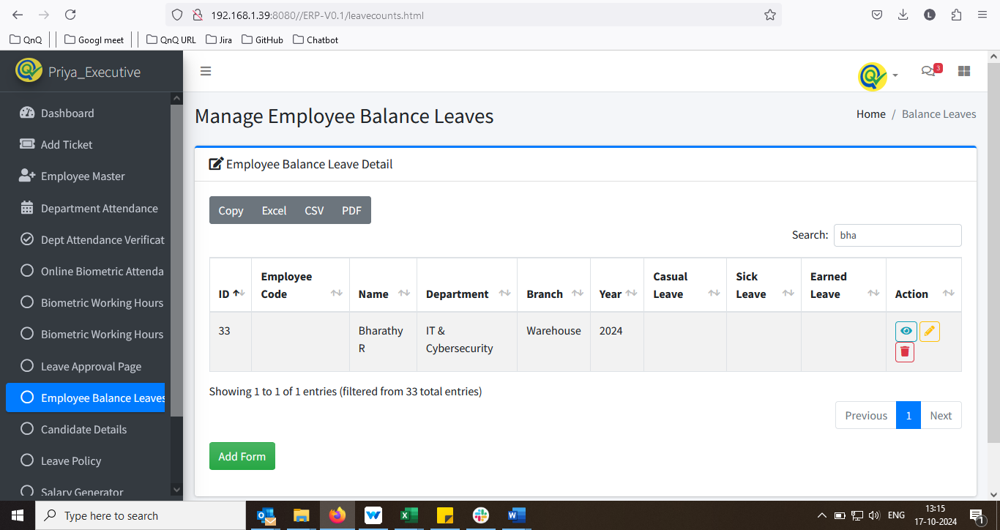 192.168.1.39:8080//ERP-V0.1/leavecounts.html
L
QnQ
Googl meet
QnQ URL
Jira
GitHub
Chatbot
Priya_Executive
3
Dashboard
Add Ticket
Employee Master
Department Attendance
Dept Attendance Verificat
Online Biometric Attenda
Biometric Working Hours
Biometric Working Hours
Leave Approval Page
Employee Balance Leaves
Candidate Details
Leave Policy
Salary Generator
Manage Employee Balance Leaves
Home / Balance Leaves
Employee Balance Leave Detail
Copy Excel CSV PDF
Search: bha
ID Employee Code Name Department Branch Year Casual Leave Sick Leave Earned Leave Action
33 Bharathy R IT & Cybersecurity Warehouse 2024
Showing 1 to 1 of 1 entries (filtered from 33 total entries)
Previous 1 Next
Add Form
Type here to search
ENG
13:15
17-10-2024
1